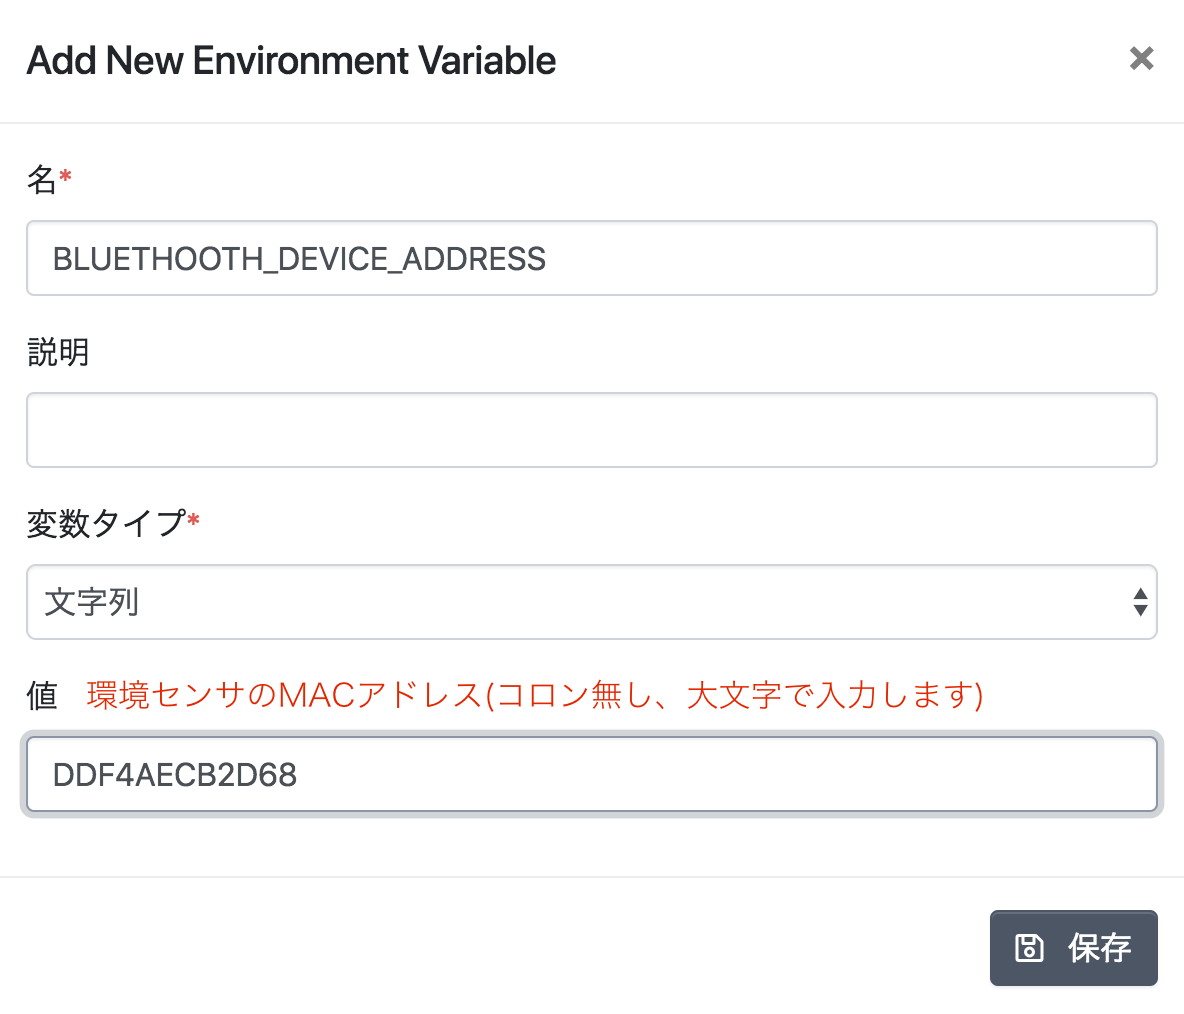 Add New Environment Variable ×
名*
BLUETHOOTH_DEVICE_ADDRESS
説明
変数タイプ*
文字列
値 環境センサのMACアドレス(コロン無し、大文字で入力します)
DDF4AECB2D68
保存